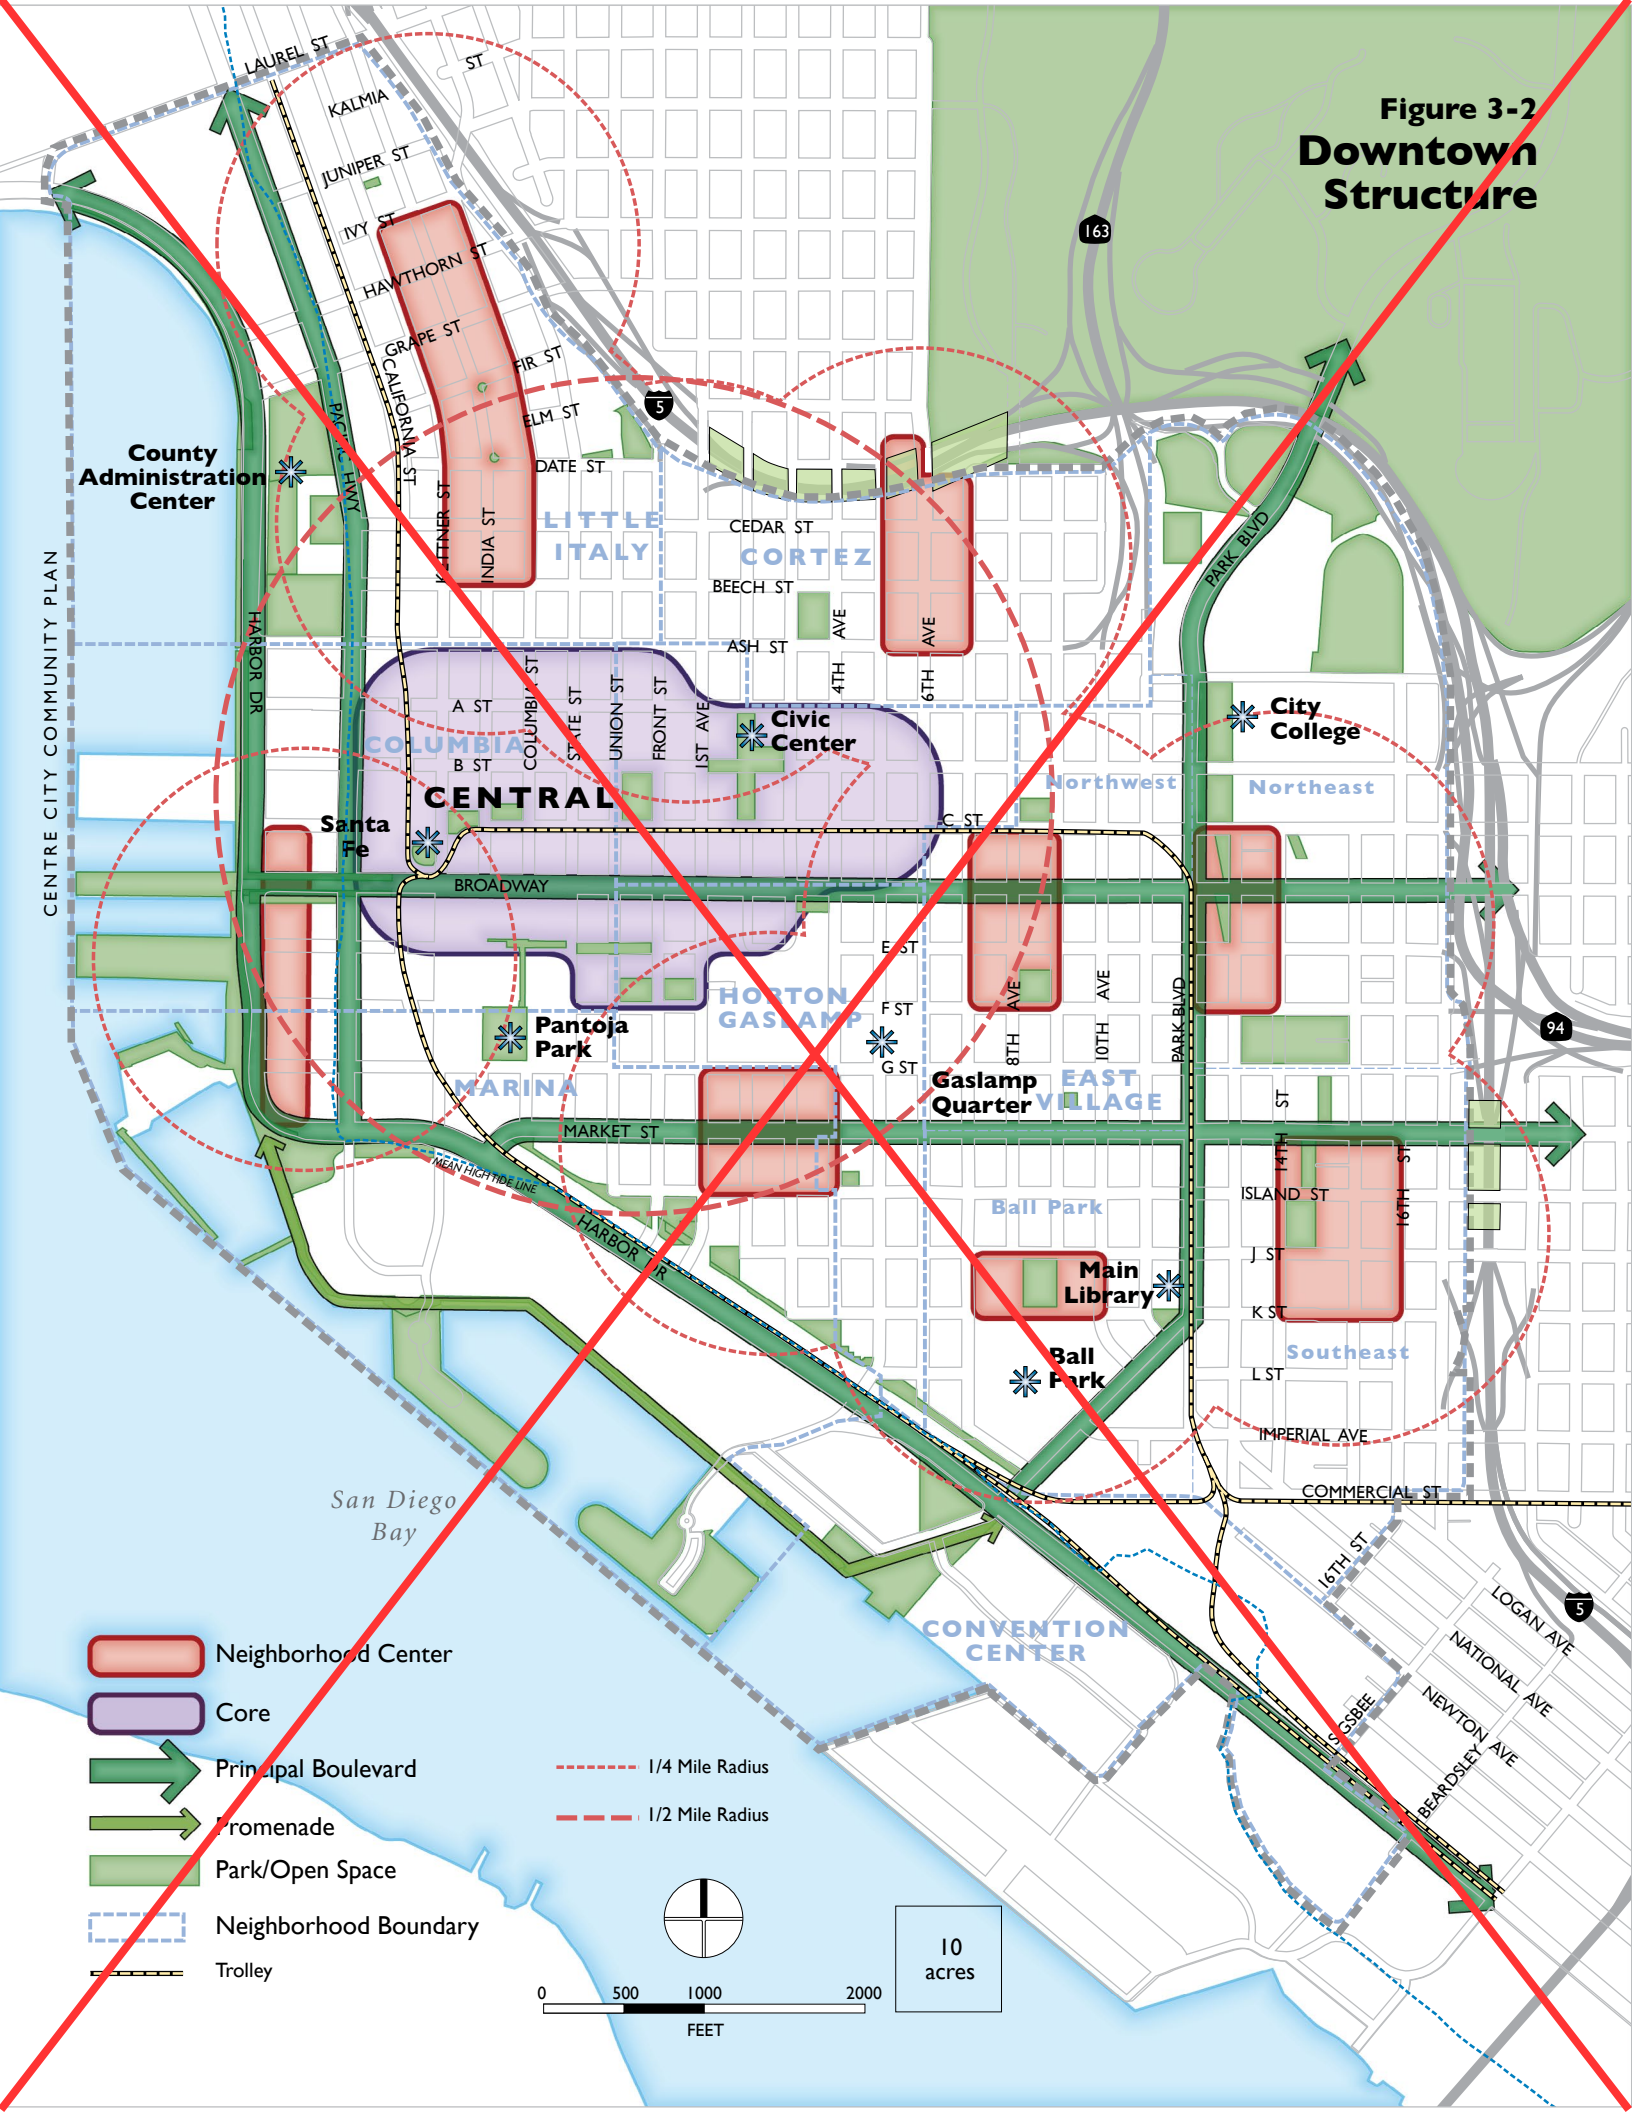 Figure 3-2
Downtown
Structure
LAUREL ST
ST
KALMIA
JUNIPER ST
IVY ST
HAWTHORN ST
GRAPE ST
FIR ST
ELM ST
DATE ST
CALIFORNIA ST
PACIFIC HWY
KETTNER ST
INDIA ST
163
5
County
Administration
Center
LITTLE
ITALY
CEDAR ST
CORTEZ
BEECH ST
ASH ST
4TH AVE
6TH AVE
PARK BLVD
CENTRE CITY COMMUNITY PLAN
HARBOR DR
A ST
COLUMBIA ST
STATE ST
UNION ST
FRONT ST
1ST AVE
Civic
Center
City
College
COLUMBIA
B ST
Northwest
Northeast
CENTRAL
Santa
Fe
C ST
BROADWAY
E ST
F ST
G ST
HORTON
GASLAMP
8TH AVE
10TH AVE
PARK BLVD
94
Pantoja
Park
MARINA
Gaslamp
Quarter
EAST
VILLAGE
MARKET ST
MEAN HIGH TIDE LINE
14TH ST
16TH ST
ISLAND ST
Ball Park
HARBOR DR
J ST
Main
Library
K ST
Southeast
Ball
Park
L ST
IMPERIAL AVE
COMMERCIAL ST
San Diego
Bay
16TH ST
LOGAN AVE
5
NATIONAL AVE
NEWTON AVE
SIGSBEE
BEARDSLEY
CONVENTION
CENTER
Neighborhood Center
Core
Principal Boulevard
Promenade
Park/Open Space
Neighborhood Boundary
Trolley
1/4 Mile Radius
1/2 Mile Radius
10
acres
0 500 1000 2000
FEET